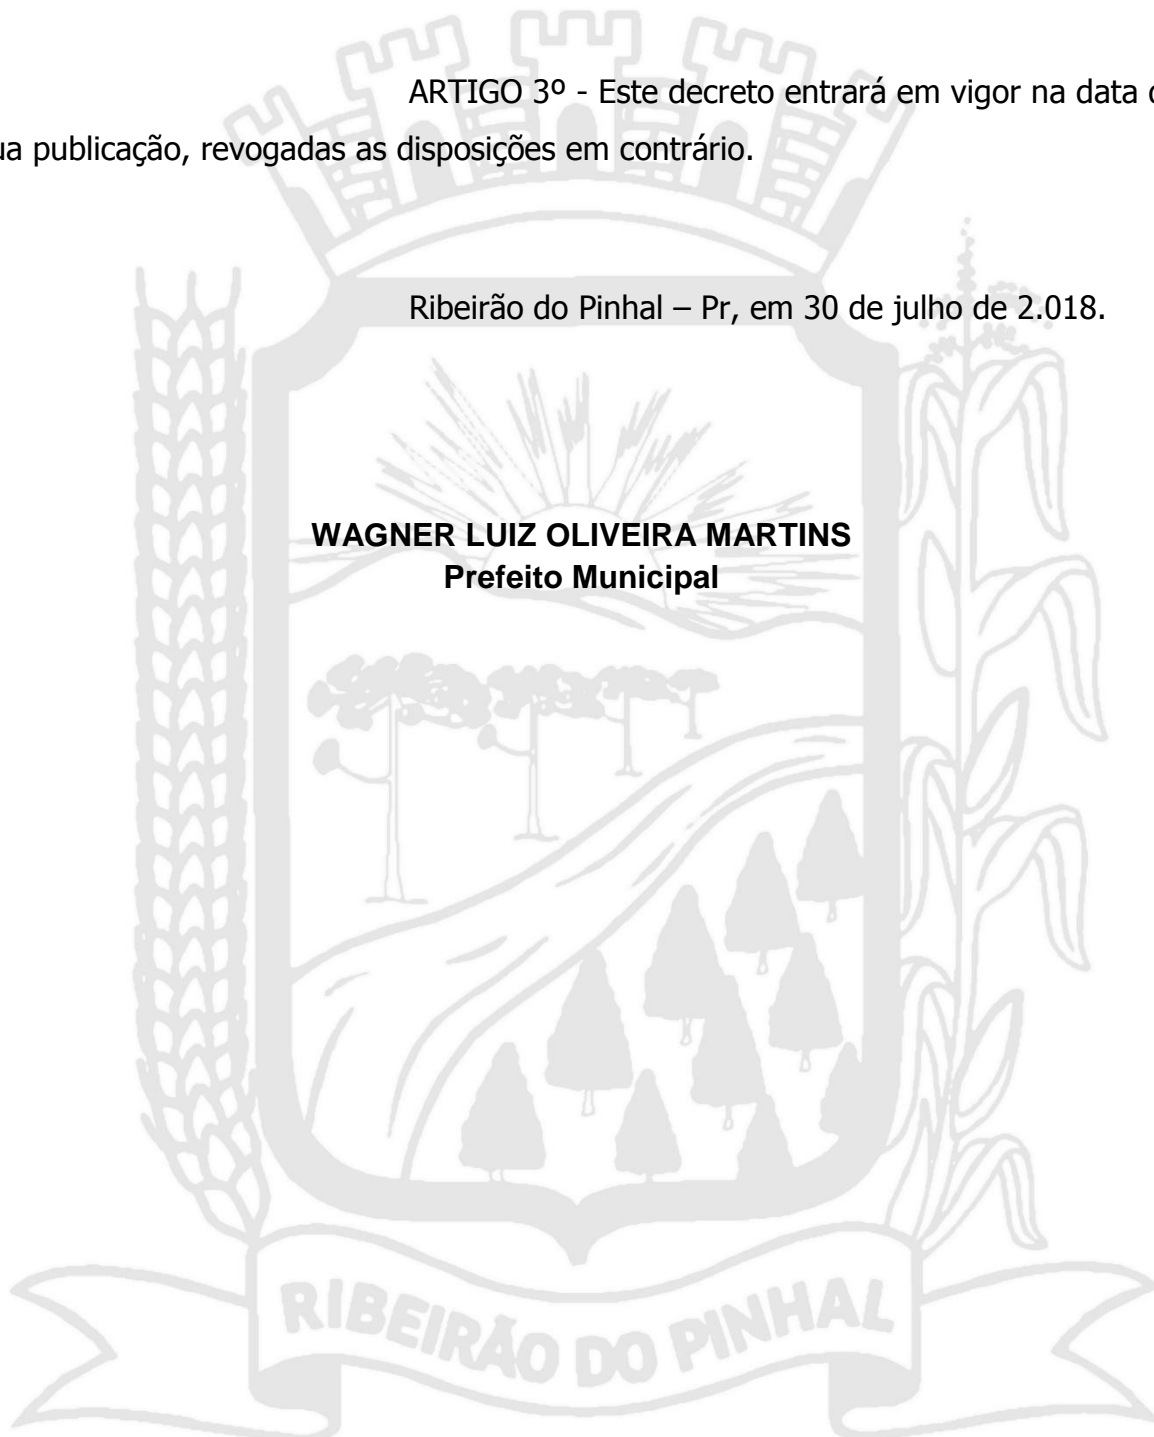 ARTIGO 3º - Este decreto entrará em vigor na data
publicação, revogadas as disposições em contrário.
Ribeirão do Pinhal – Pr, em 30 de julho de 2.018.
WAGNER LUIZ OLIVEIRA MARTINS
Prefeito Municipal
RIBEIRÃO DO PINHAL